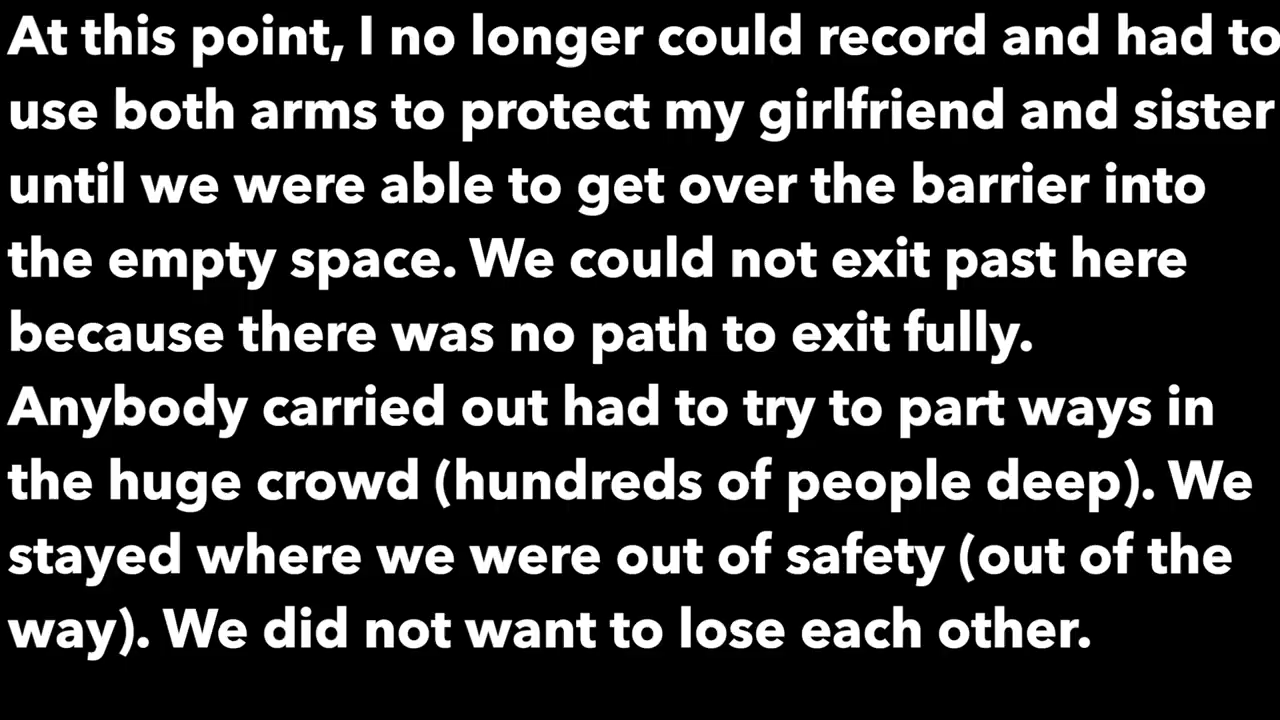 At this point, I no longer could record and had to
use both arms to protect my girlfriend and sister
until we were able to get over the barrier into
the empty space. We could not exit past here
because there was no path to exit fully.
Anybody carried out had to try to part ways in
the huge crowd (hundreds of people deep). We
stayed where we were out of safety (out of the
way). We did not want to lose each other.